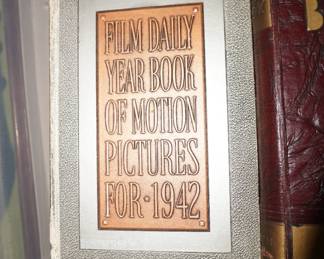 FILM DAILY
YEAR BOOK
OF MOTION
PICTURES
FOR·1942